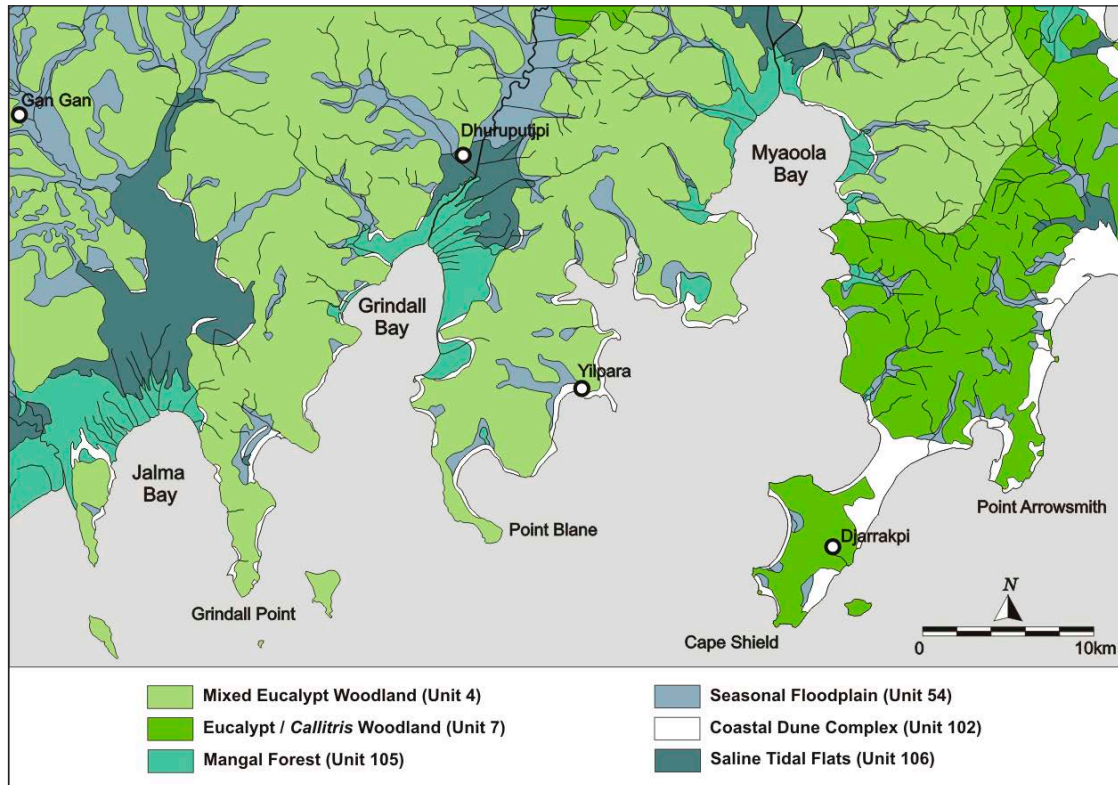 Gan Gan
Dhuruputjpi
Myaoola
Bay
Grindall
Bay
Yilpara
Jalma
Bay
Point Arrowsmith
Point Blane
Djarrakpi
Grindall Point
Cape Shield
N
0 10km
Mixed Eucalypt Woodland (Unit 4)
Seasonal Floodplain (Unit 54)
Eucalypt / Callitris Woodland (Unit 7)
Coastal Dune Complex (Unit 102)
Mangal Forest (Unit 105)
Saline Tidal Flats (Unit 106)